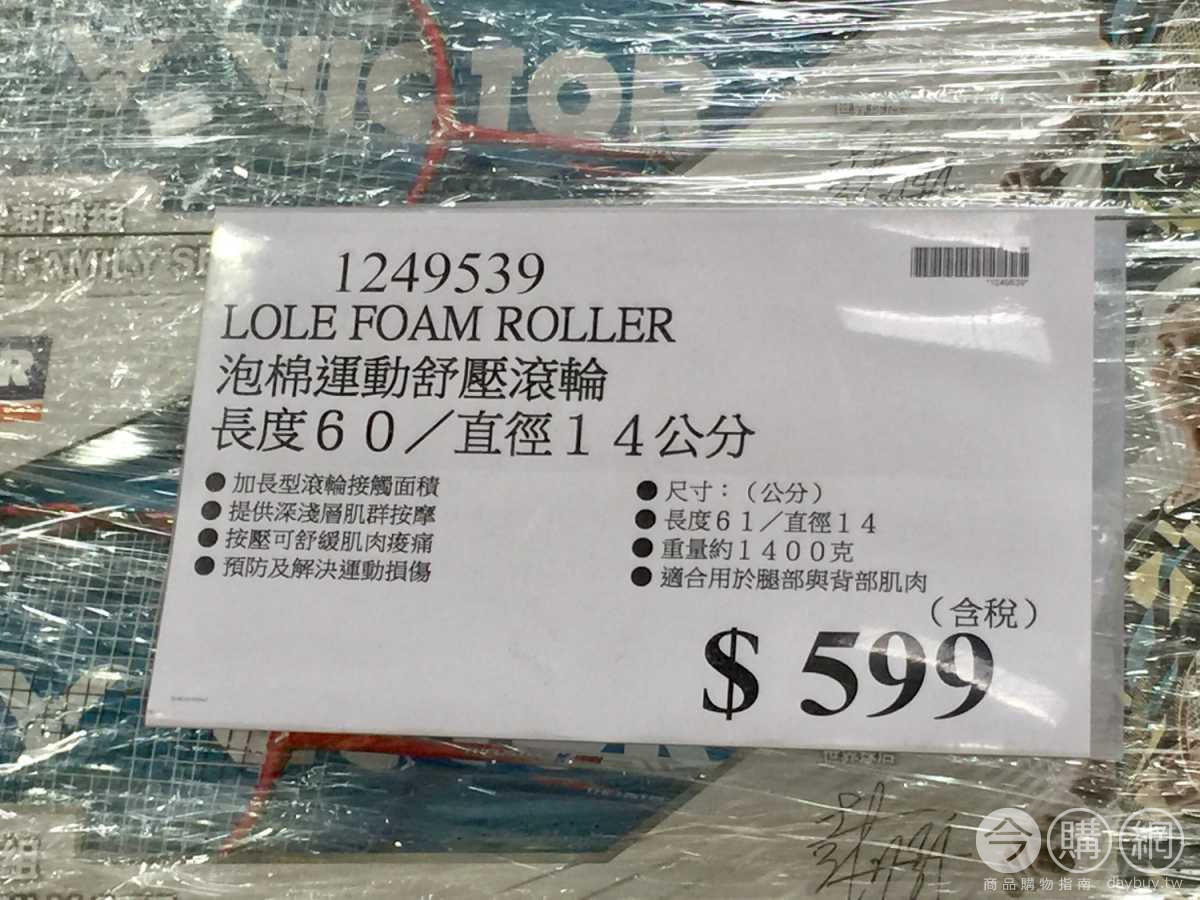 VICTOR
FAMILY
1249539
*1249539*
LOLE FOAM ROLLER
泡棉運動舒壓滾輪
長度60/直徑14公分
●加長型滾輪接觸面積
●提供深淺層肌群按摩
●按壓可舒緩肌肉痠痛
●預防及解決運動損傷
●尺寸:(公分)
●長度61/直徑14
●重量約1400克
●適合用於腿部與背部肌肉
(含稅)
$ 599
今購網
商品購物指南 daybuy.tw